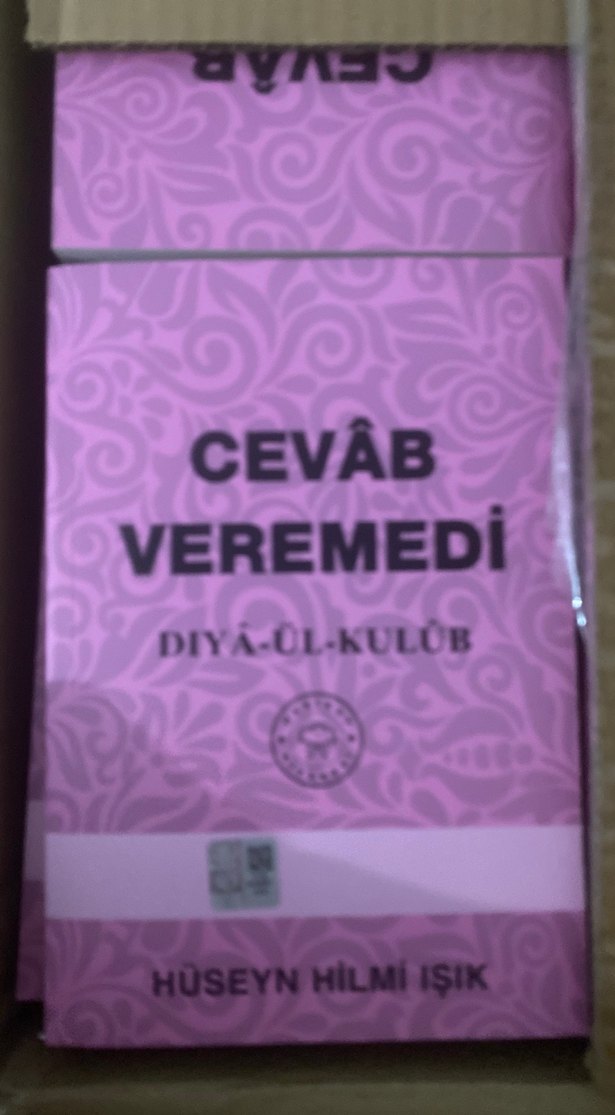 CEVÂB
CEVÂB
VEREMEDİ
DIYÂ-ÜL-KULÛB
HÜSEYN HİLMİ IŞIK